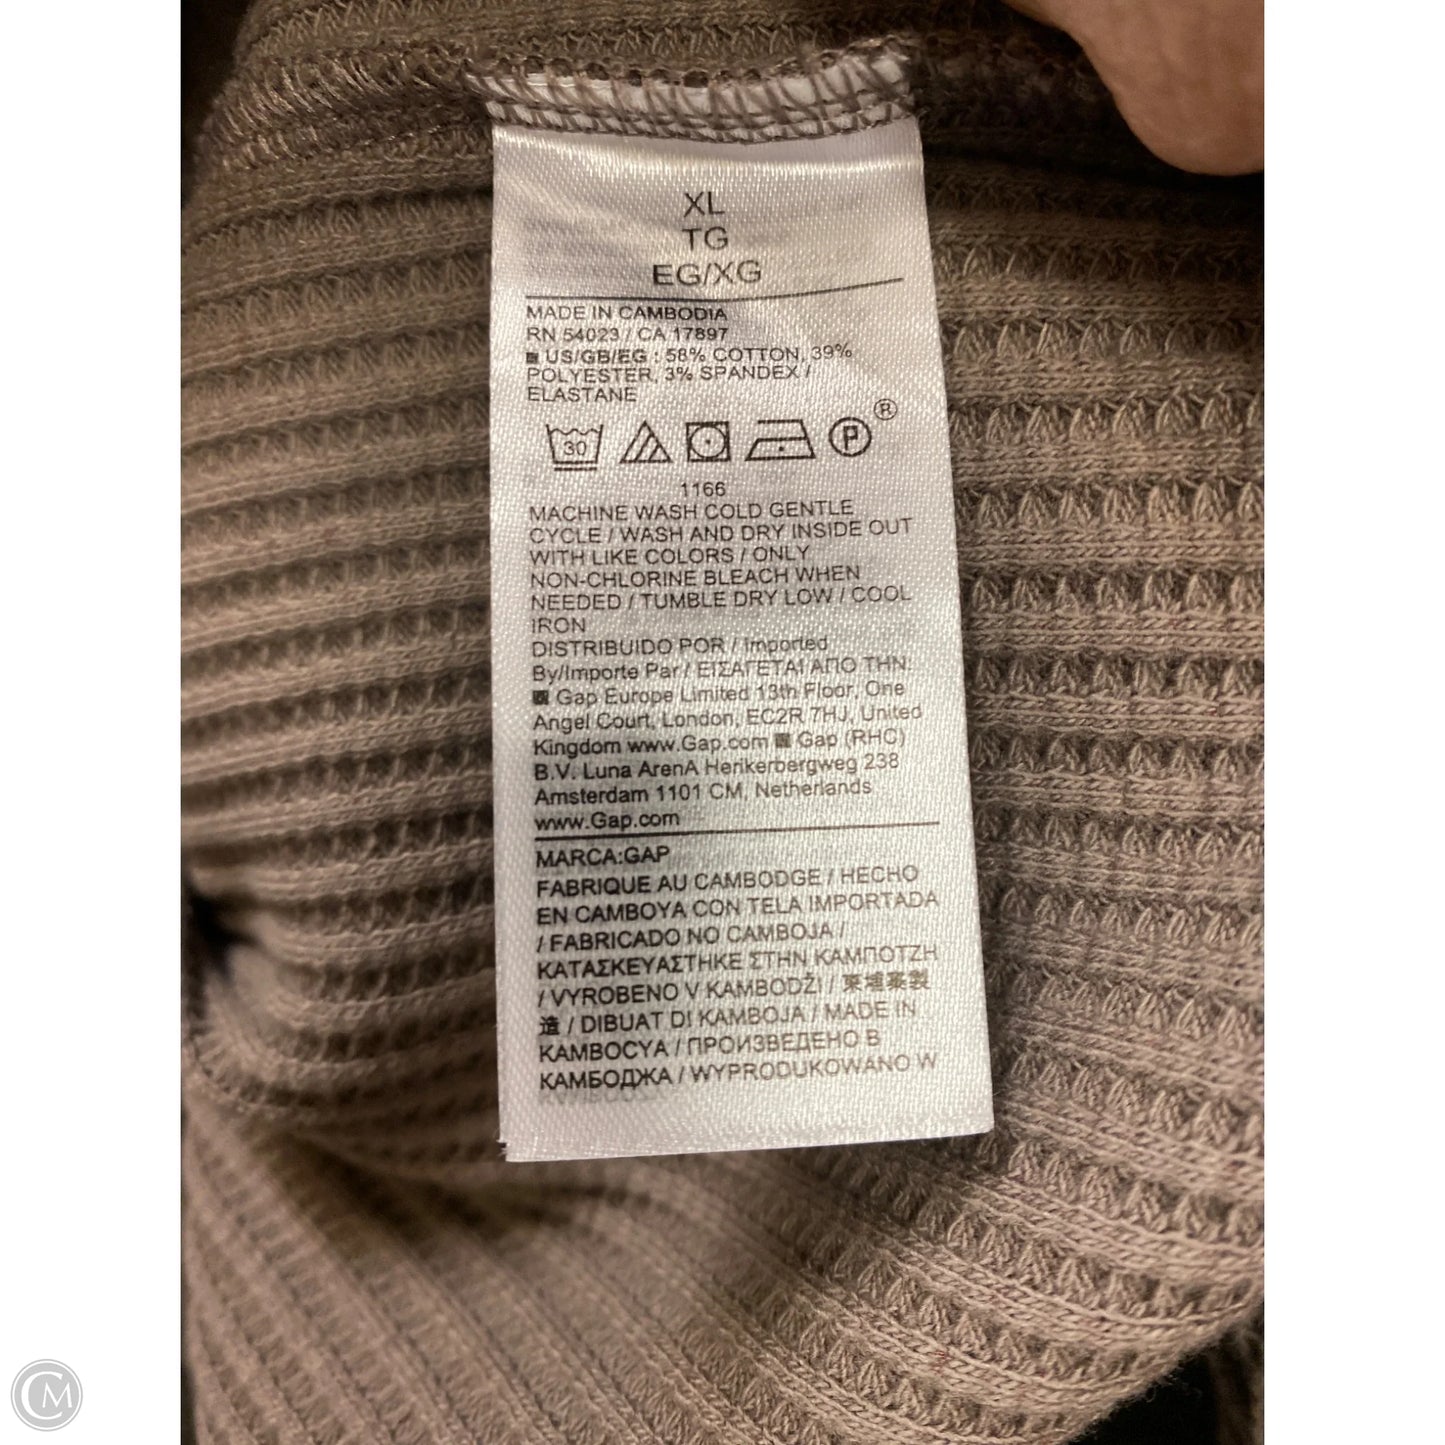 XL
TG
EG/XG
MADE IN CAMBODIA
RN 54023 / CA 17897
US/GB/EG : 58% COTTON, 39%
POLYESTER, 3% SPANDEX /
ELASTANE
30 P ®
1166
MACHINE WASH COLD GENTLE
CYCLE / WASH AND DRY INSIDE OUT
WITH LIKE COLORS / ONLY
NON-CHLORINE BLEACH WHEN
NEEDED / TUMBLE DRY LOW / COOL
IRON
DISTRIBUIDO POR / Imported
By/Importe Par / ΕΙΣΑΓΕΤΑΙ ΑΠΟ ΤΗΝ:
Gap Europe Limited 13th Floor, One
Angel Court, London, EC2R 7HJ, United
Kingdom www.Gap.com Gap (RHC)
B.V. Luna ArenA Herikerbergweg 238
Amsterdam 1101 CM, Netherlands
www.Gap.com
MARCA:GAP
FABRIQUE AU CAMBODGE / HECHO
EN CAMBOYA CON TELA IMPORTADA
/ FABRICADO NO CAMBOJA /
ΚΑΤΑΣΚΕΥΑΣΤΗΚΕ ΣΤΗΝ ΚΑΜΠΟΤΖΗ
/ VYROBENO V KAMBODŽI / 柬埔寨製
造 / DIBUAT DI KAMBOJA / MADE IN
KAMBOCYA / ПРОИЗВЕДЕНО В
КАМБОДЖА / WYPRODUKOWANO W
CM